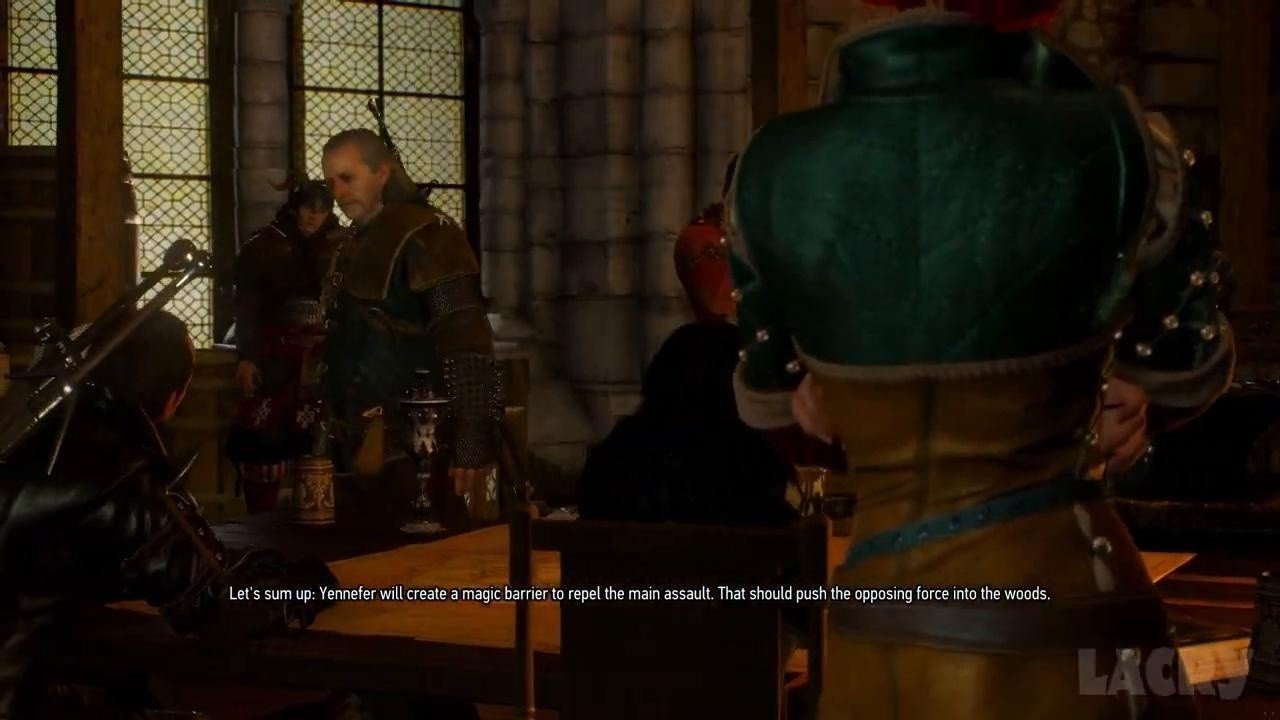 Let's sum up: Yennefer will create a magic barrier to repel the main assault. That should push the opposing force into the woods.
LACRY